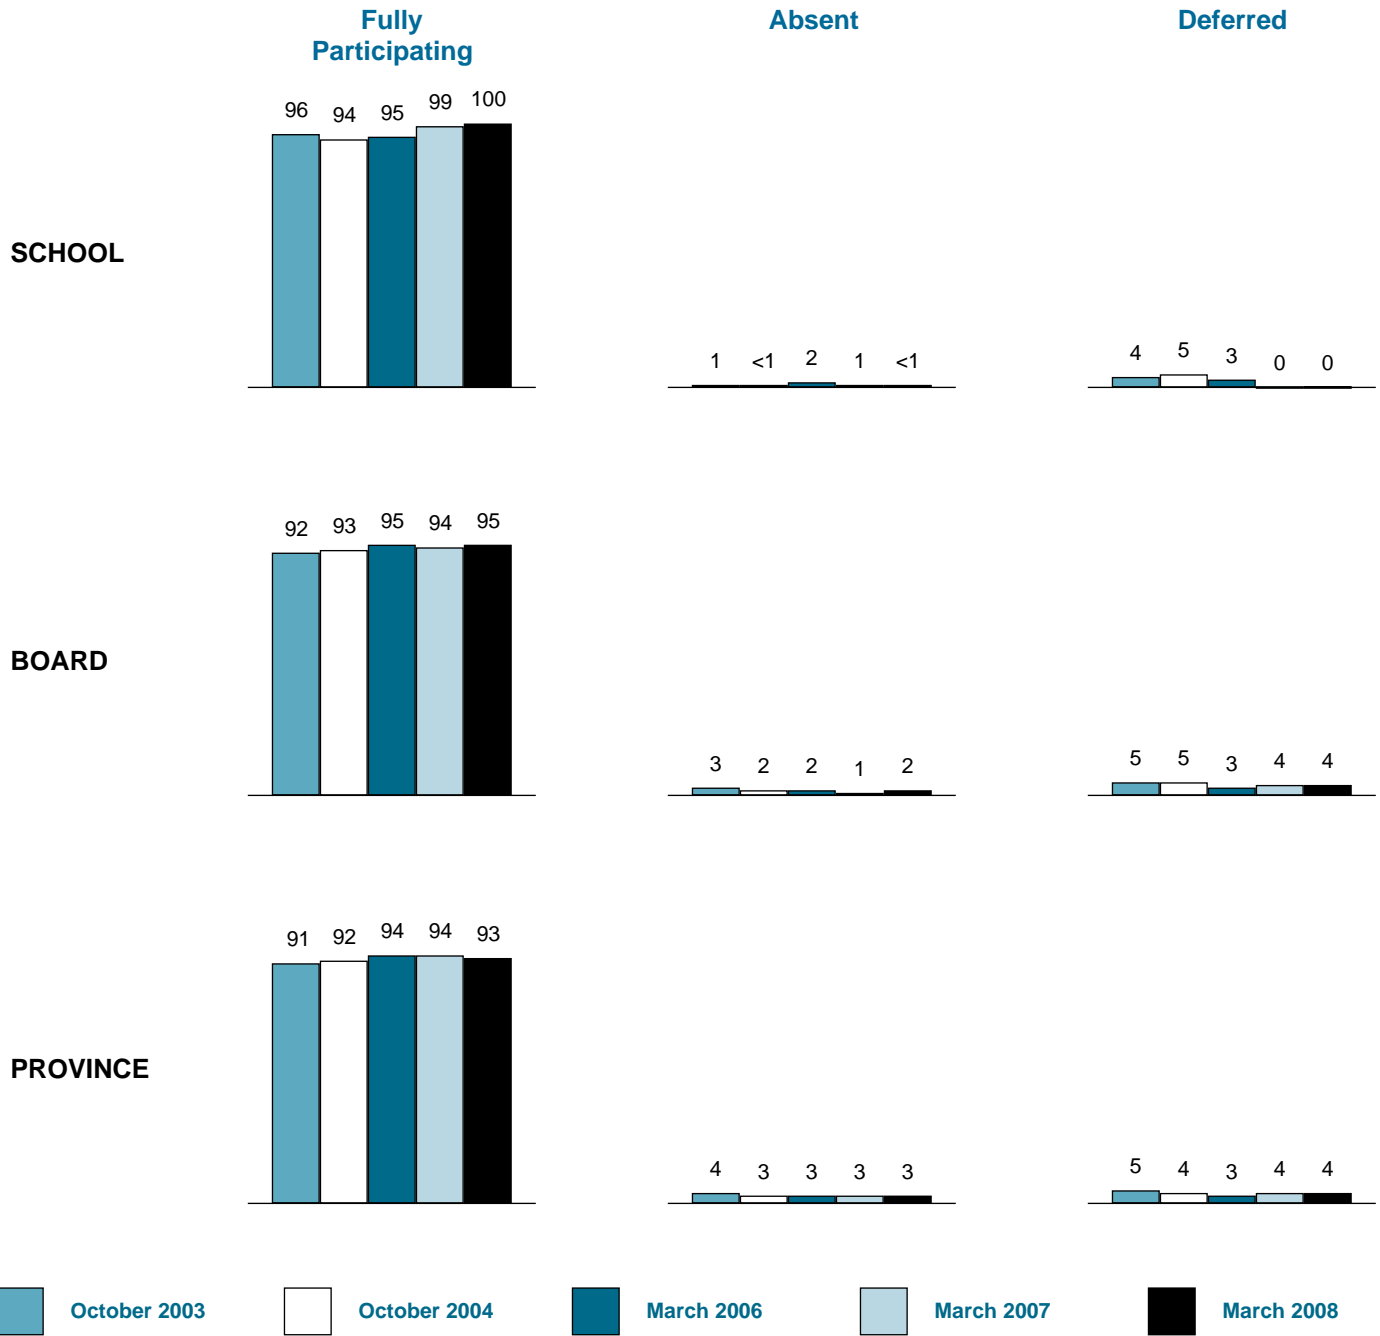 Fully
Participating
Absent
Deferred
96 94 95 99 100
SCHOOL
1 <1 2 1 <1
4 5 3 0 0
92 93 95 94 95
BOARD
3 2 2 1 2
5 5 3 4 4
91 92 94 94 93
PROVINCE
4 3 3 3 3
5 4 3 4 4
October 2003
October 2004
March 2006
March 2007
March 2008